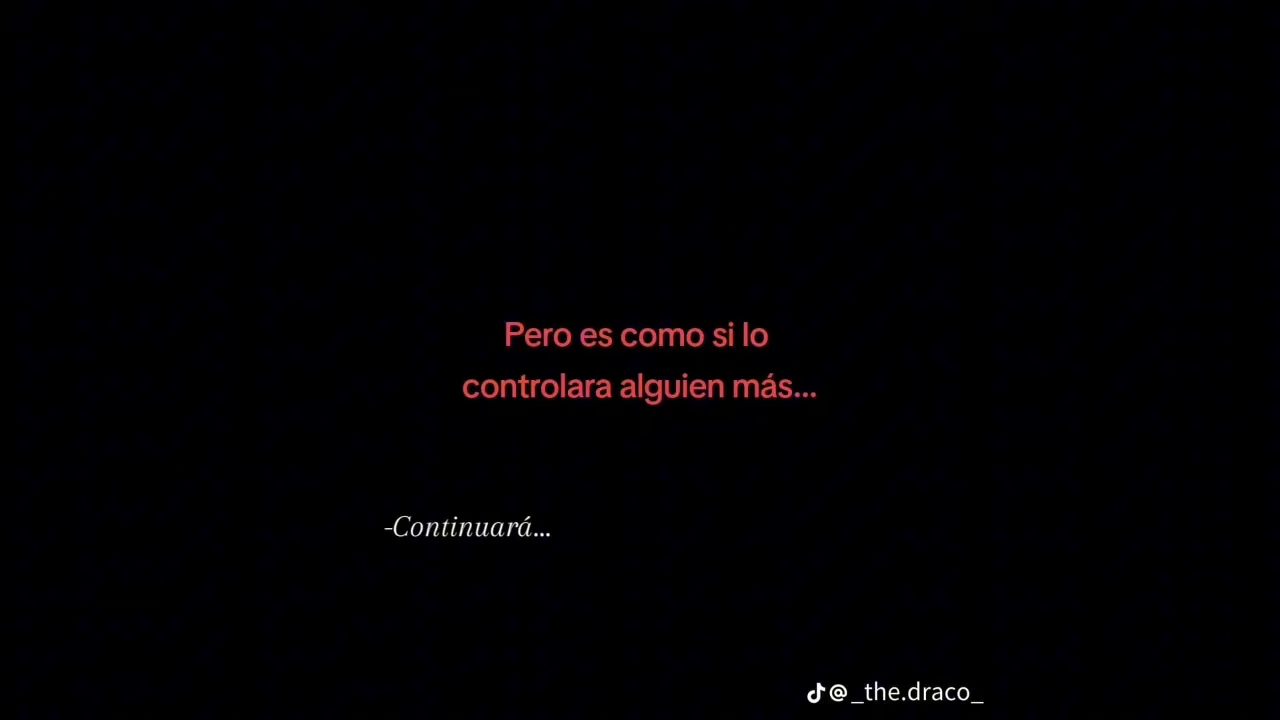 Pero es como si lo
controlara alguien más...
-Continuará...
@_the.draco_